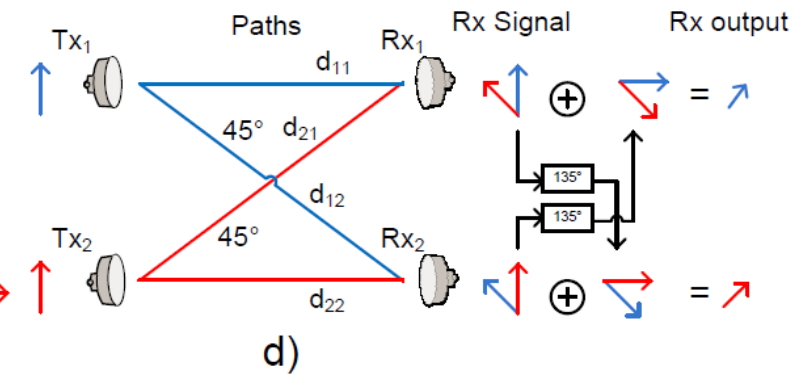 Paths
Rx Signal
Rx output
Tx₁
Rx₁
d₁₁
45°
d₂₁
⊕
=
135°
135°
d₁₂
45°
Tx₂
Rx₂
d₂₂
⊕
=
d)